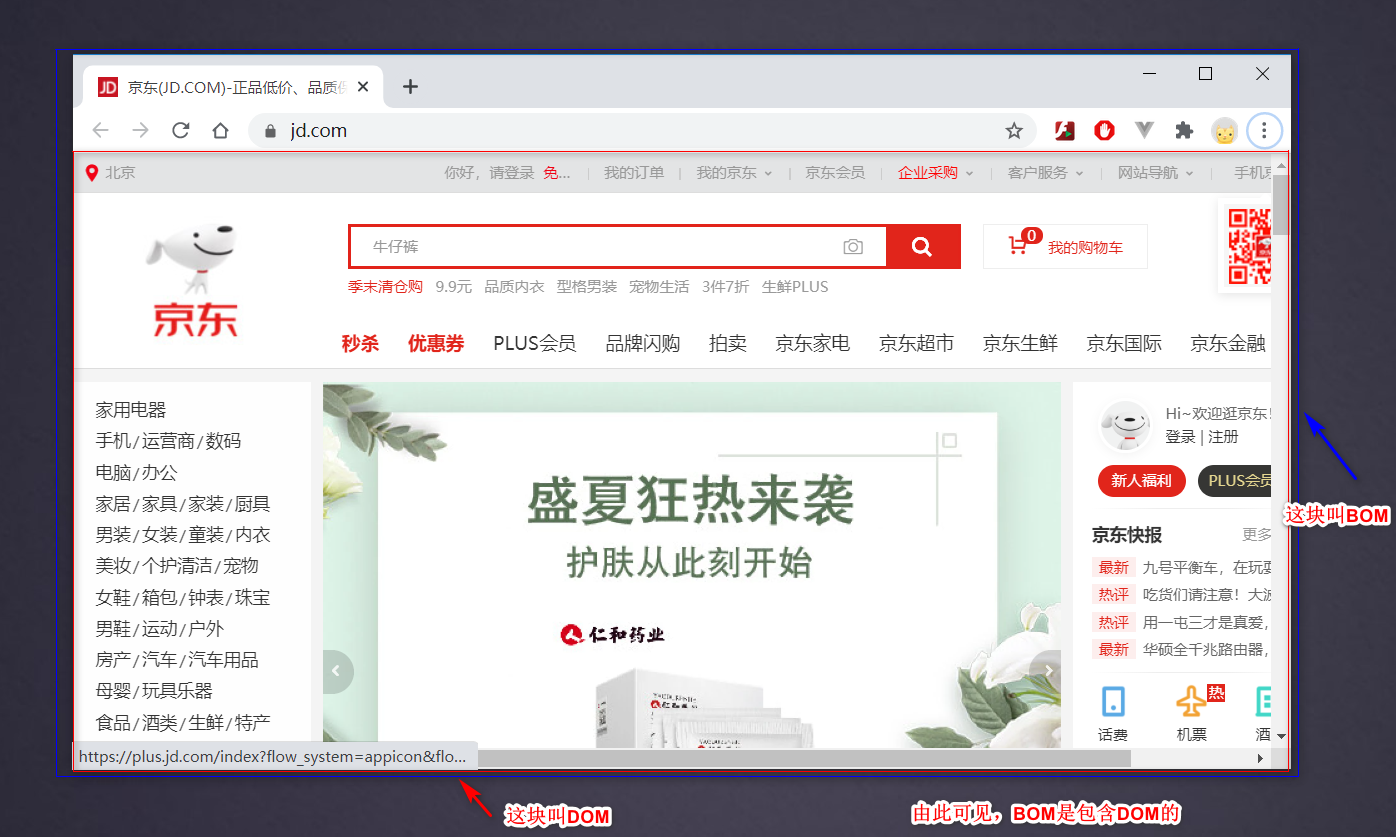 JD 京东(JD.COM)-正品低价、品质
jd.com
北京 你好，请登录 免... 我的订单 我的京东 京东会员 企业采购 客户服务 网站导航 手机
牛仔裤
0 我的购物车
季末清仓购 9.9元 品质内衣 型格男装 宠物生活 3件7折 生鲜PLUS
京东
秒杀 优惠券 PLUS会员 品牌闪购 拍卖 京东家电 京东超市 京东生鲜 京东国际 京东金融
家用电器
手机/运营商/数码
电脑/办公
家居/家具/家装/厨具
男装/女装/童装/内衣
美妆/个护清洁/宠物
女鞋/箱包/钟表/珠宝
男鞋/运动/户外
房产/汽车/汽车用品
母婴/玩具乐器
食品/酒类/生鲜/特产
盛夏狂热来袭
护肤从此刻开始
仁和药业
Hi~欢迎逛京东!
登录 | 注册
新人福利 PLUS会员
京东快报 更多
最新 九号平衡车，在玩耍
热评 吃货们请注意！大波
热评 用一屯三才是真爱，
最新 华硕全千兆路由器，
热
话费 机票 酒
https://plus.jd.com/index?flow_system=appicon&flo...
这块叫BOM
这块叫DOM
由此可见，BOM是包含DOM的